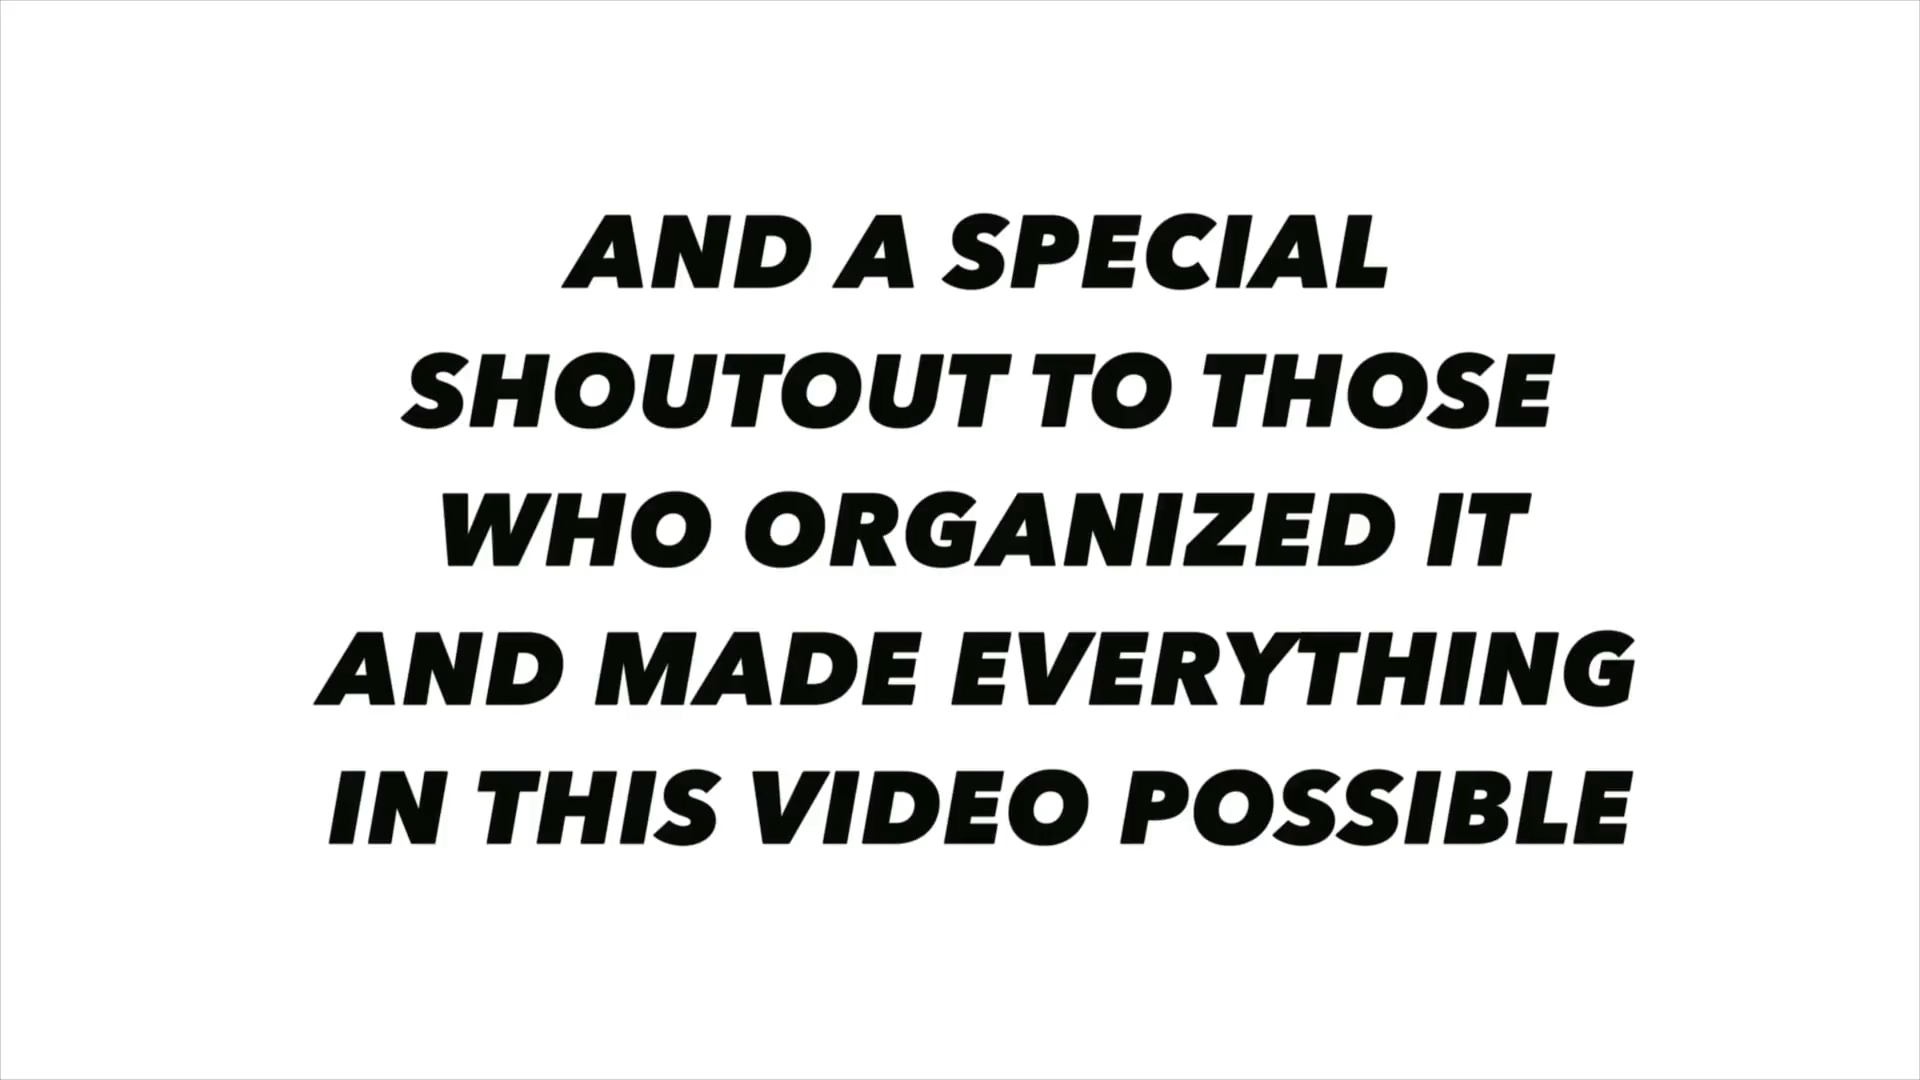 AND A SPECIAL
SHOUTOUT TO THOSE
WHO ORGANIZED IT
AND MADE EVERYTHING
IN THIS VIDEO POSSIBLE